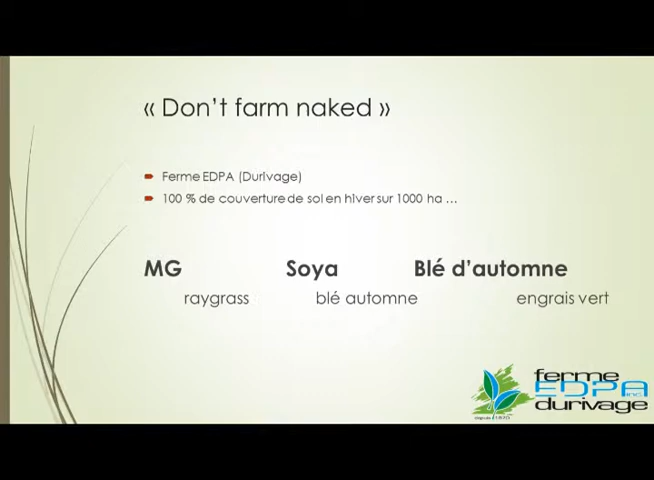 « Don't farm naked »
Ferme EDPA (Durivage)
100 % de couverture de sol en hiver sur 1000 ha ...
MG Soya Blé d'automne
raygrass blé automne engrais vert
ferme
EDPA inc.
durivage